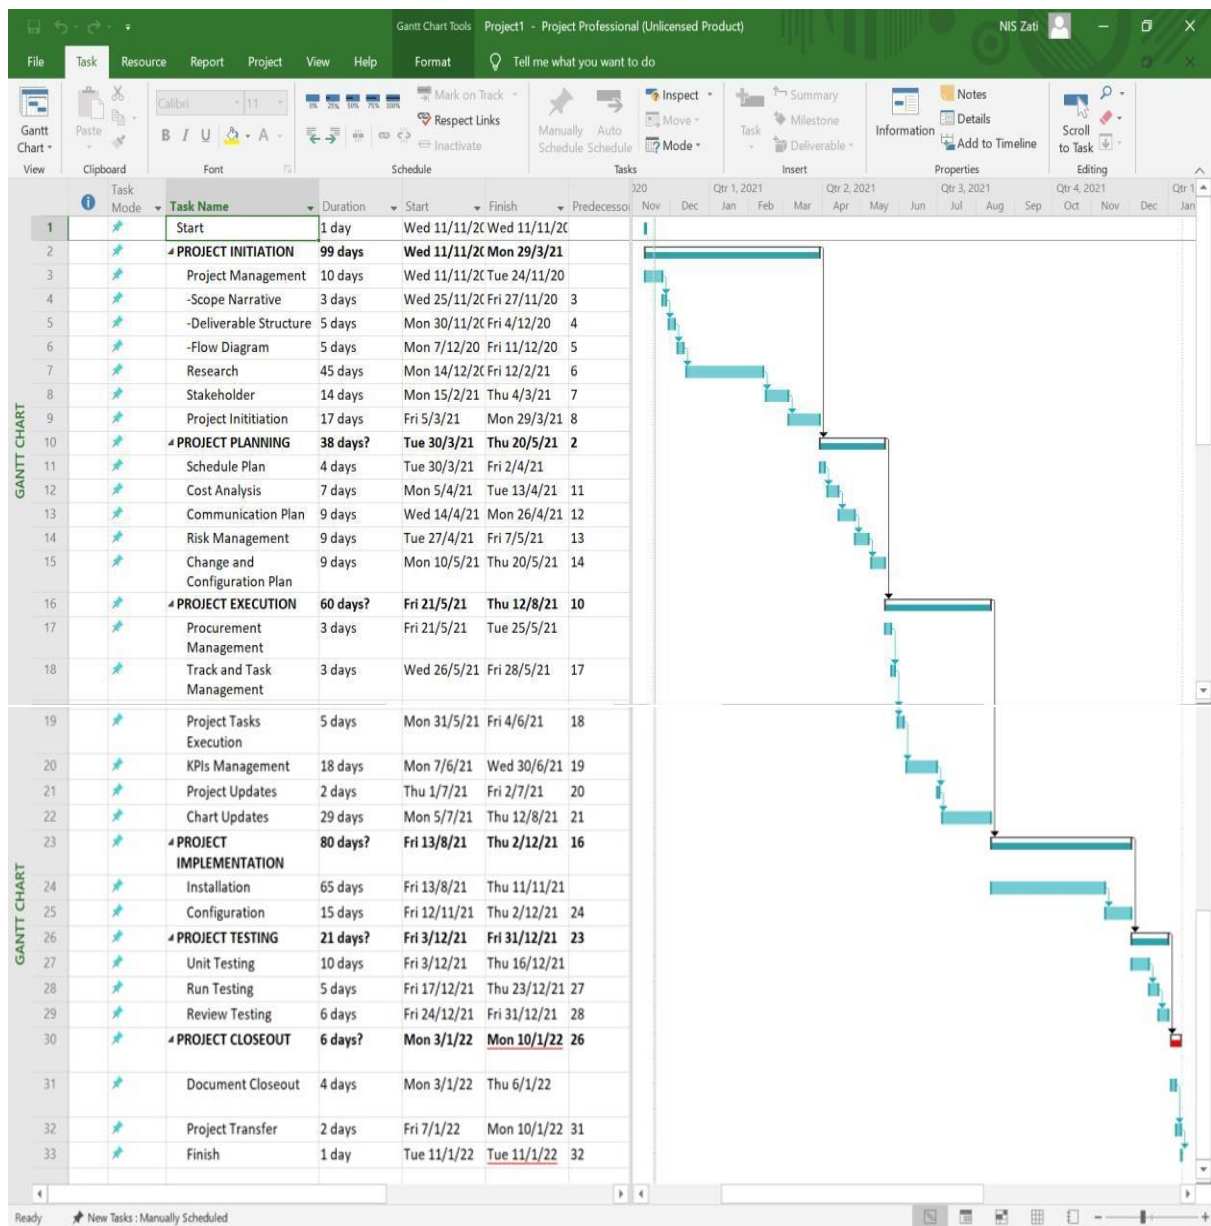 Gantt Chart Tools Project1 - Project Professional (Unlicensed Product) NIS Zati
File Task Resource Report Project View Help Format Tell me what you want to do
Gantt Chart
View
Paste
Clipboard
Calibri 11
B I U A
Font
0% 25% 50% 75% 100%
Mark on Track
Respect Links
Inactivate
Schedule
Manually Schedule
Auto Schedule
Inspect
Move
Mode
Tasks
Task
Summary
Milestone
Deliverable
Insert
Information
Notes
Details
Add to Timeline
Properties
Scroll to Task
Editing
Task Mode Task Name Duration Start Finish Predecesso
020 Qtr 1, 2021 Qtr 2, 2021 Qtr 3, 2021 Qtr 4, 2021 Qtr 1
Nov Dec Jan Feb Mar Apr May Jun Jul Aug Sep Oct Nov Dec Jan
GANTT CHART
1 Start 1 day Wed 11/11/20 Wed 11/11/20
2 PROJECT INITIATION 99 days Wed 11/11/20 Mon 29/3/21
3 Project Management 10 days Wed 11/11/20 Tue 24/11/20
4 -Scope Narrative 3 days Wed 25/11/20 Fri 27/11/20 3
5 -Deliverable Structure 5 days Mon 30/11/20 Fri 4/12/20 4
6 -Flow Diagram 5 days Mon 7/12/20 Fri 11/12/20 5
7 Research 45 days Mon 14/12/20 Fri 12/2/21 6
8 Stakeholder 14 days Mon 15/2/21 Thu 4/3/21 7
9 Project Inititiation 17 days Fri 5/3/21 Mon 29/3/21 8
10 PROJECT PLANNING 38 days? Tue 30/3/21 Thu 20/5/21 2
11 Schedule Plan 4 days Tue 30/3/21 Fri 2/4/21
12 Cost Analysis 7 days Mon 5/4/21 Tue 13/4/21 11
13 Communication Plan 9 days Wed 14/4/21 Mon 26/4/21 12
14 Risk Management 9 days Tue 27/4/21 Fri 7/5/21 13
15 Change and 9 days Mon 10/5/21 Thu 20/5/21 14
Configuration Plan
16 PROJECT EXECUTION 60 days? Fri 21/5/21 Thu 12/8/21 10
17 Procurement 3 days Fri 21/5/21 Tue 25/5/21
Management
18 Track and Task 3 days Wed 26/5/21 Fri 28/5/21 17
Management
GANTT CHART
19 Project Tasks 5 days Mon 31/5/21 Fri 4/6/21 18
Execution
20 KPIs Management 18 days Mon 7/6/21 Wed 30/6/21 19
21 Project Updates 2 days Thu 1/7/21 Fri 2/7/21 20
22 Chart Updates 29 days Mon 5/7/21 Thu 12/8/21 21
23 PROJECT 80 days? Fri 13/8/21 Thu 2/12/21 16
IMPLEMENTATION
24 Installation 65 days Fri 13/8/21 Thu 11/11/21
25 Configuration 15 days Fri 12/11/21 Thu 2/12/21 24
26 PROJECT TESTING 21 days? Fri 3/12/21 Fri 31/12/21 23
27 Unit Testing 10 days Fri 3/12/21 Thu 16/12/21
28 Run Testing 5 days Fri 17/12/21 Thu 23/12/21 27
29 Review Testing 6 days Fri 24/12/21 Fri 31/12/21 28
30 PROJECT CLOSEOUT 6 days? Mon 3/1/22 Mon 10/1/22 26
31 Document Closeout 4 days Mon 3/1/22 Thu 6/1/22
32 Project Transfer 2 days Fri 7/1/22 Mon 10/1/22 31
33 Finish 1 day Tue 11/1/22 Tue 11/1/22 32
Ready New Tasks : Manually Scheduled